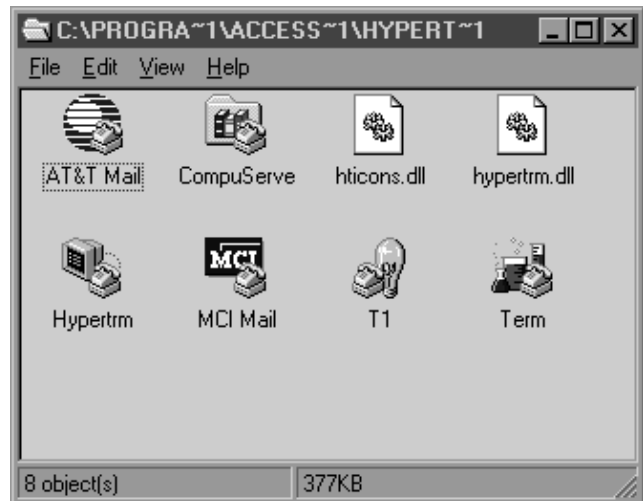 C:\PROGRA~1\ACCESS~1\HYPERT~1
File Edit View Help
AT&T Mail CompuServe hticons.dll hypertrm.dll
MCI
Hypertrm MCI Mail T1 Term
8 object(s) 377KB